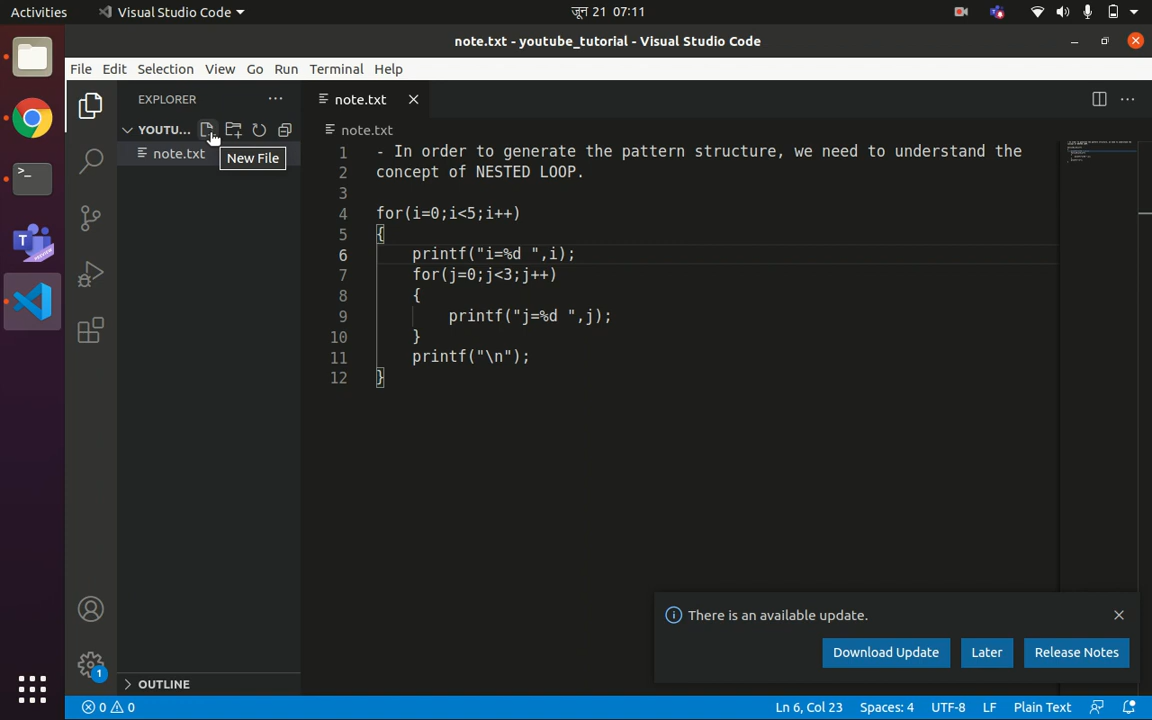 Activities Visual Studio Code जून 21 07:11
note.txt - youtube_tutorial - Visual Studio Code
File Edit Selection View Go Run Terminal Help
EXPLORER ··· note.txt
YOUTU... note.txt
note.txt
New File
1 - In order to generate the pattern structure, we need to understand the
2 concept of NESTED LOOP.
3
4 for(i=0;i<5;i++)
5 {
6 printf("i=%d ",i);
7 for(j=0;j<3;j++)
8 {
9 printf("j=%d ",j);
10 }
11 printf("\n");
12 }
There is an available update.
Download Update Later Release Notes
1
OUTLINE
0 0 Ln 6, Col 23 Spaces: 4 UTF-8 LF Plain Text